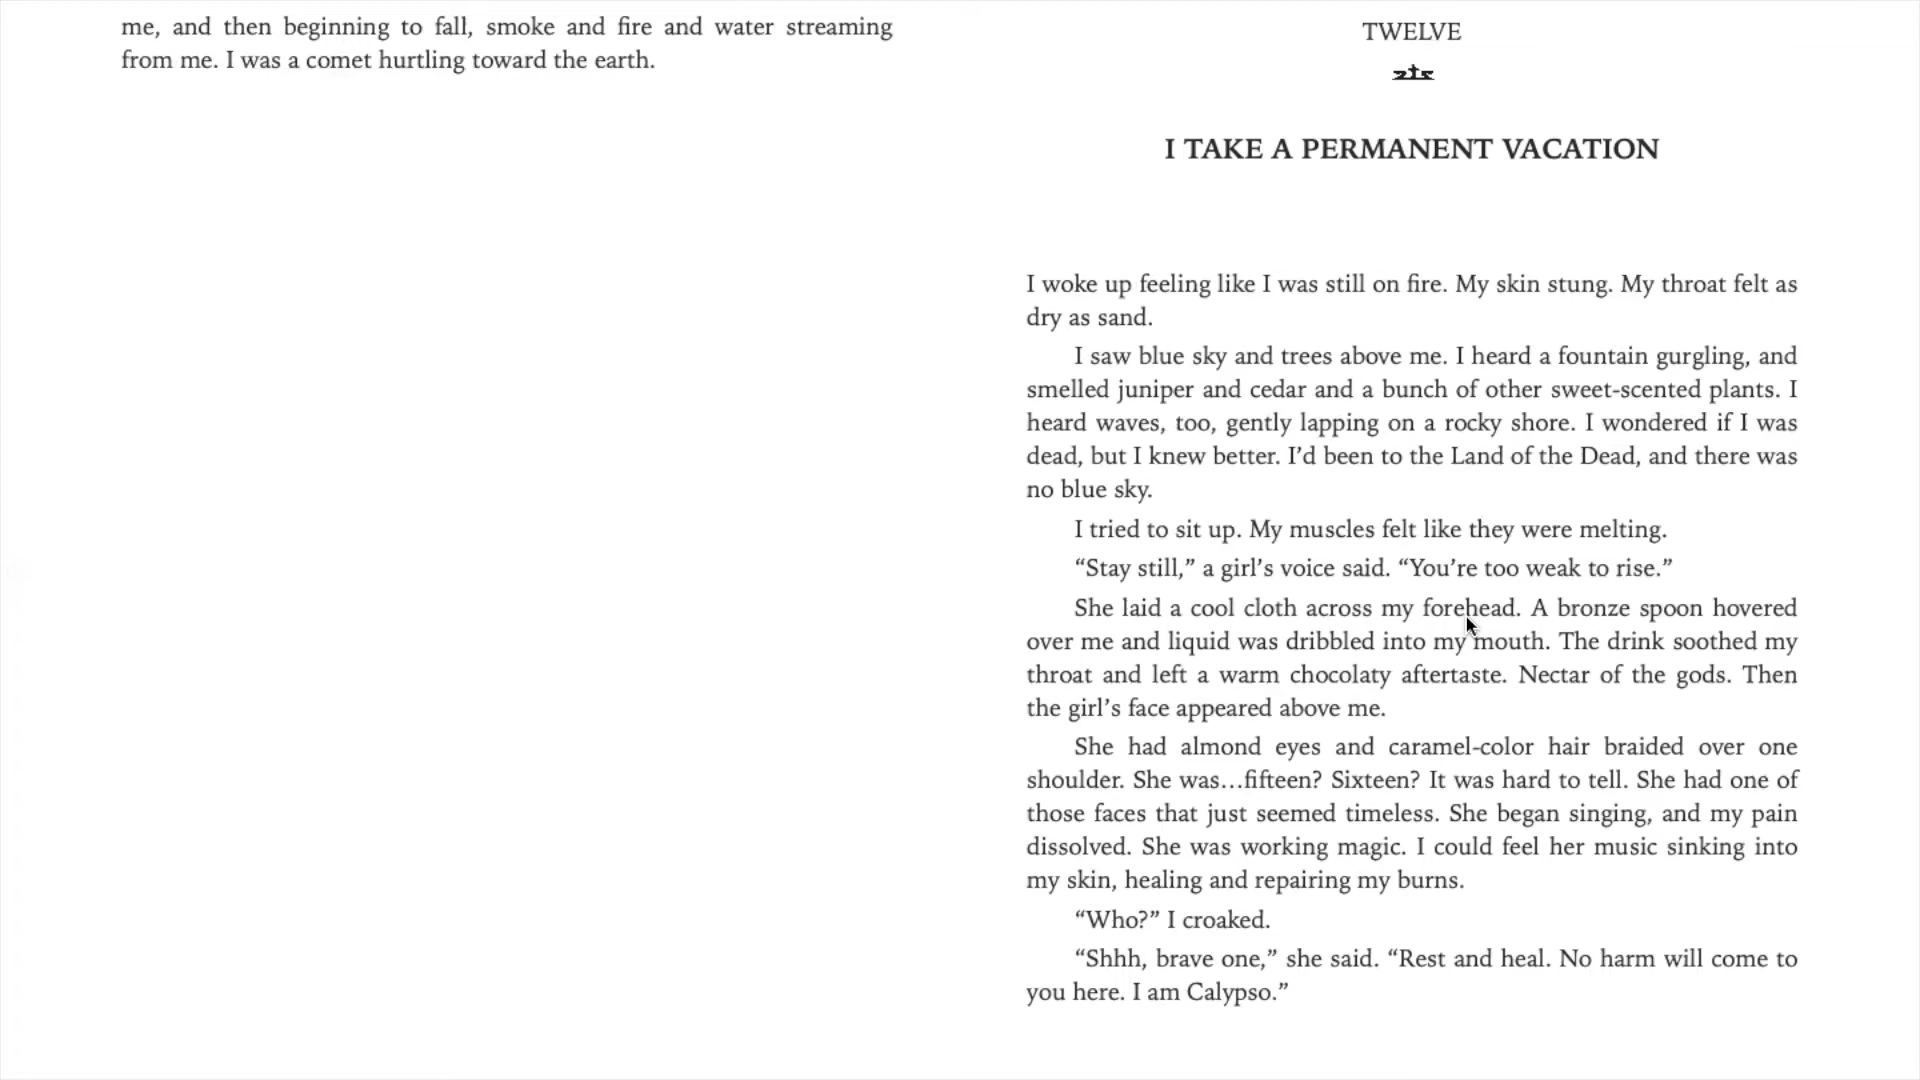 me, and then beginning to fall, smoke and fire and water streaming
from me. I was a comet hurtling toward the earth.
TWELVE
I TAKE A PERMANENT VACATION
I woke up feeling like I was still on fire. My skin stung. My throat felt as
dry as sand.
I saw blue sky and trees above me. I heard a fountain gurgling, and
smelled juniper and cedar and a bunch of other sweet-scented plants. I
heard waves, too, gently lapping on a rocky shore. I wondered if I was
dead, but I knew better. I’d been to the Land of the Dead, and there was
no blue sky.
I tried to sit up. My muscles felt like they were melting.
“Stay still,” a girl’s voice said. “You’re too weak to rise.”
She laid a cool cloth across my forehead. A bronze spoon hovered
over me and liquid was dribbled into my mouth. The drink soothed my
throat and left a warm chocolaty aftertaste. Nectar of the gods. Then
the girl’s face appeared above me.
She had almond eyes and caramel-color hair braided over one
shoulder. She was…fifteen? Sixteen? It was hard to tell. She had one of
those faces that just seemed timeless. She began singing, and my pain
dissolved. She was working magic. I could feel her music sinking into
my skin, healing and repairing my burns.
“Who?” I croaked.
“Shhh, brave one,” she said. “Rest and heal. No harm will come to
you here. I am Calypso.”